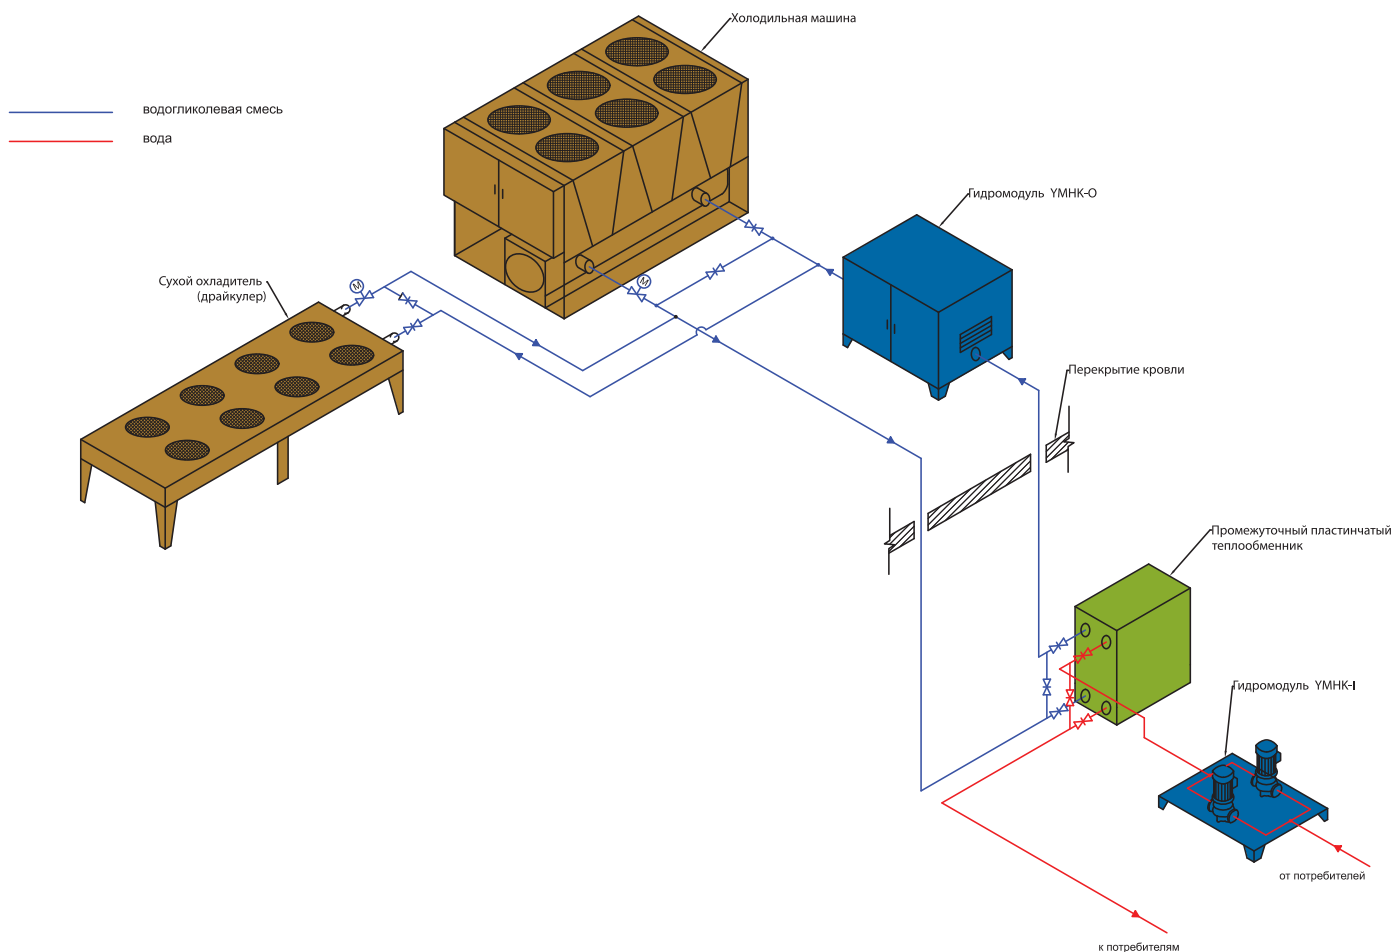 Холодильная машина
водогликолевая смесь
вода
Гидромодуль YMHK-O
Сухой охладитель
(драйкулер)
M
M
Перекрытие кровли
Промежуточный пластинчатый
теплообменник
Гидромодуль YMHK-I
от потребителей
к потребителям